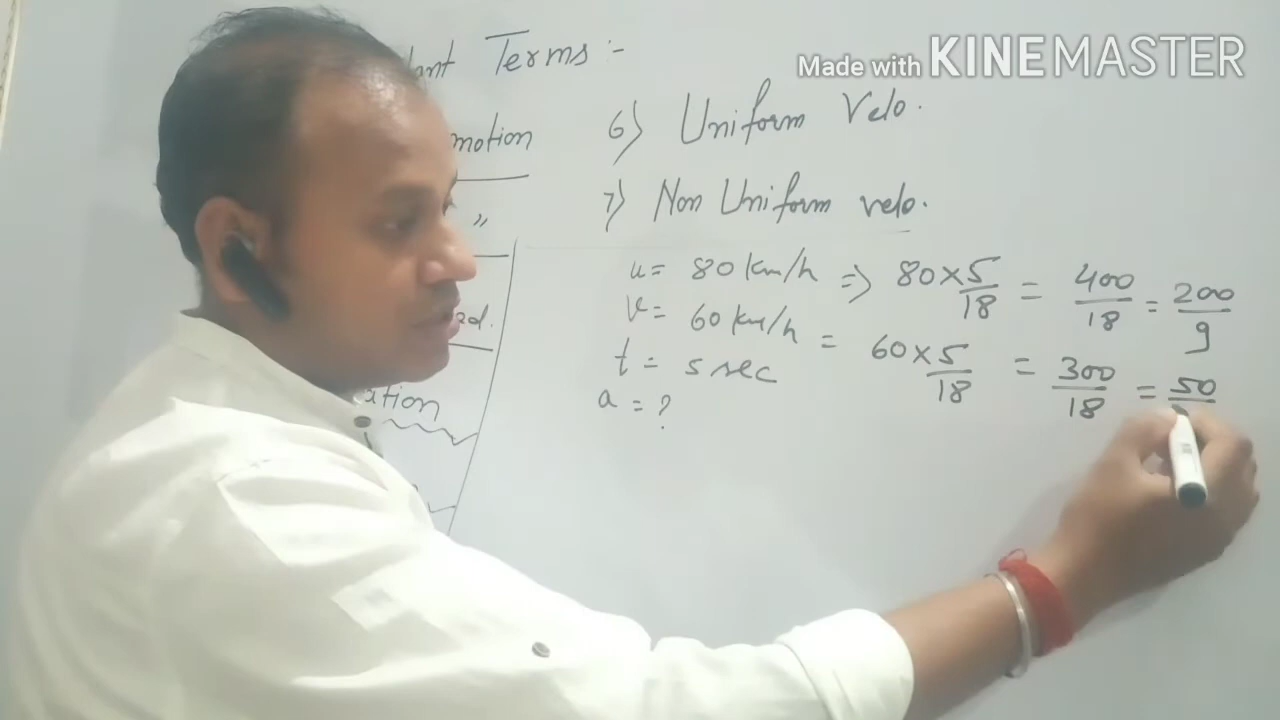 Made with KINEMASTER
Terms :-
motion
"
6) Uniform Velo.
7) Non Uniform velo.
u = 80 km/h => 80 × 5/18 = 400/18 = 200/9
v = 60 km/h = 60 × 5/18 = 300/18 = 50
t = 5 sec
a = ?